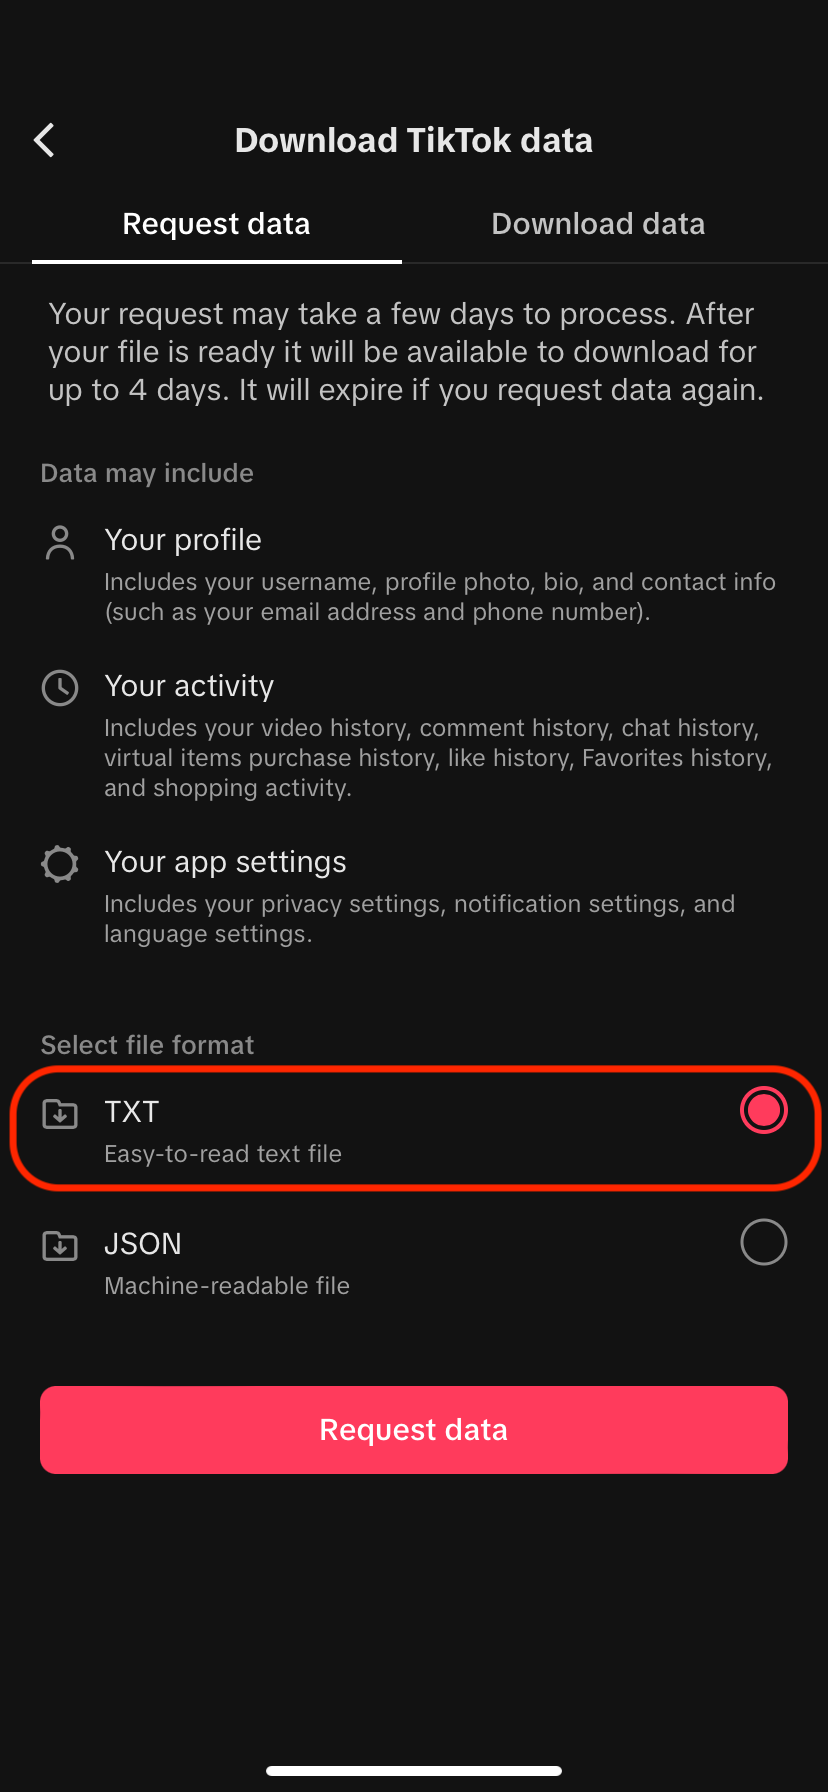 Download TikTok data
Request data
Download data
Your request may take a few days to process. After
your file is ready it will be available to download for
up to 4 days. It will expire if you request data again.
Data may include
Your profile
Includes your username, profile photo, bio, and contact info
(such as your email address and phone number).
Your activity
Includes your video history, comment history, chat history,
virtual items purchase history, like history, Favorites history,
and shopping activity.
Your app settings
Includes your privacy settings, notification settings, and
language settings.
Select file format
TXT
Easy-to-read text file
JSON
Machine-readable file
Request data